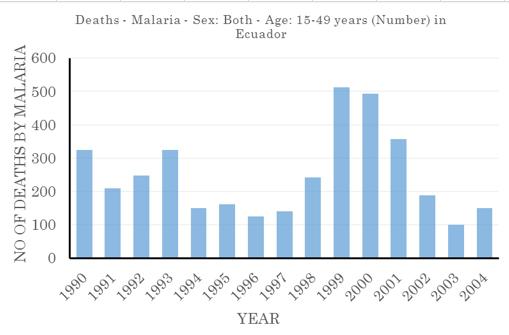 Deaths - Malaria - Sex: Both - Age: 15-49 years (Number) in
Ecuador
NO OF DEATHS BY MALARIA
600
500
400
300
200
100
0
1990 1991 1992 1993 1994 1995 1996 1997 1998 1999 2000 2001 2002 2003 2004
YEAR